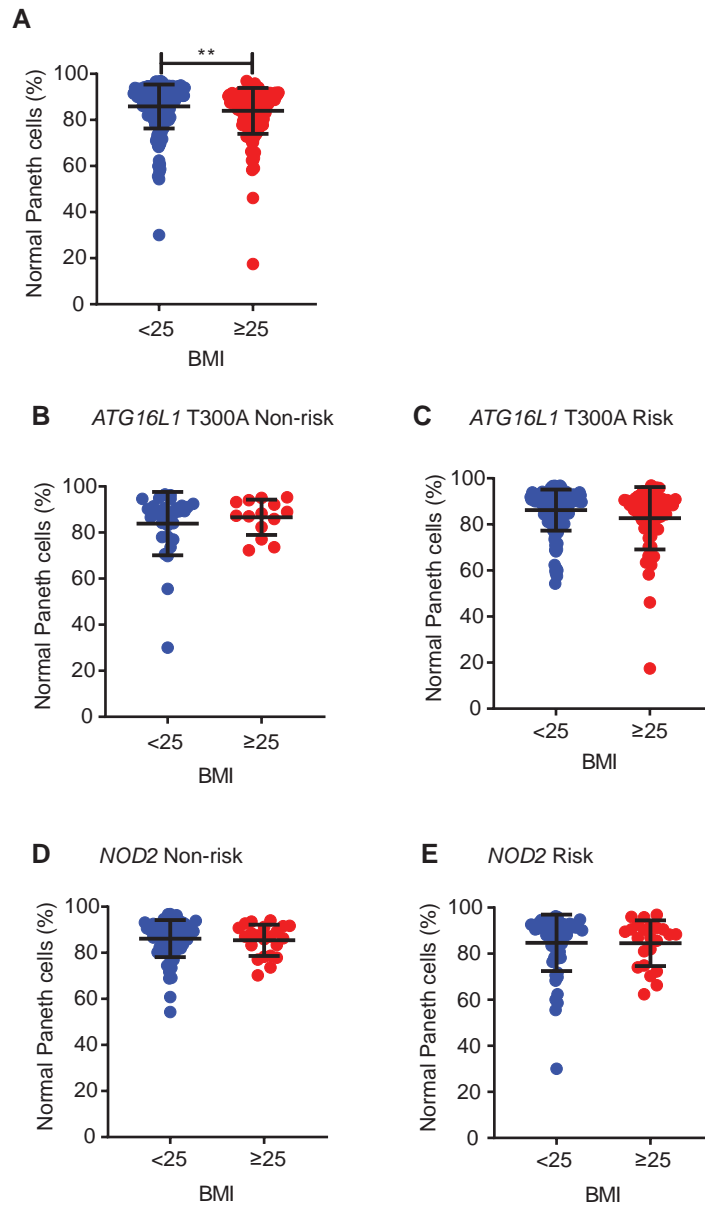 A
**
Normal Paneth cells (%)
100
80
60
40
20
0
<25
≥25
BMI
B
ATG16L1 T300A Non-risk
Normal Paneth cells (%)
100
80
60
40
20
0
<25
≥25
BMI
C
ATG16L1 T300A Risk
Normal Paneth cells (%)
100
80
60
40
20
0
<25
≥25
BMI
D
NOD2 Non-risk
Normal Paneth cells (%)
100
80
60
40
20
0
<25
≥25
BMI
E
NOD2 Risk
Normal Paneth cells (%)
100
80
60
40
20
0
<25
≥25
BMI